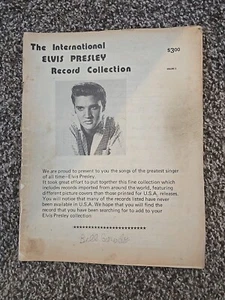 The International
ELVIS PRESLEY
Record Collection
$3.00
We are proud to present to you the songs of the greatest singer
of all time—Elvis Presley.
It took great effort to put together this fine collection which
includes records imported from around the world, featuring
different picture covers than those printed for U.S.A. releases.
You will notice that many of the records listed have never
been available in U.S.A. We hope that you will find the
record that you have been searching for to add to your
Elvis Presley collection.